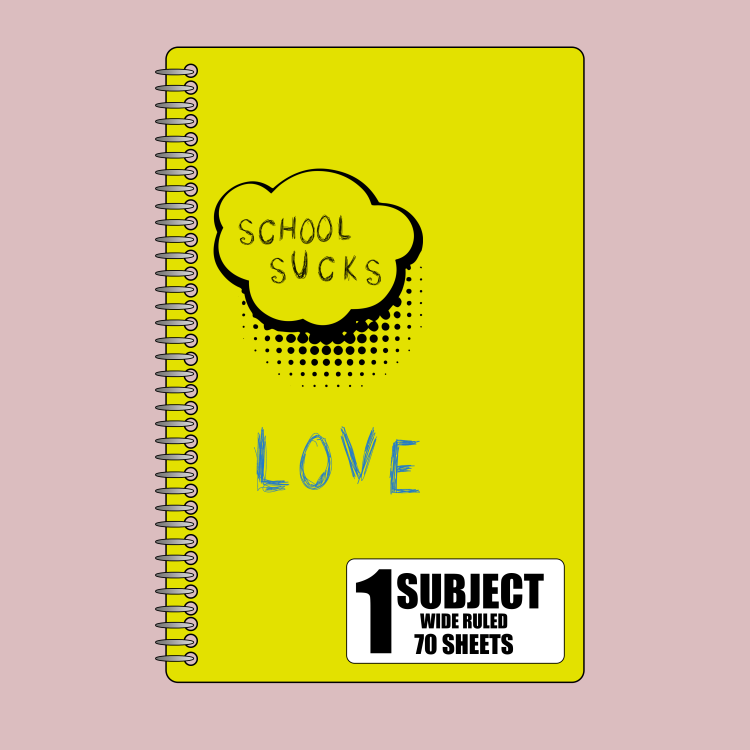 SCHOOL
SUCKS
LOVE
1 SUBJECT
WIDE RULED
70 SHEETS